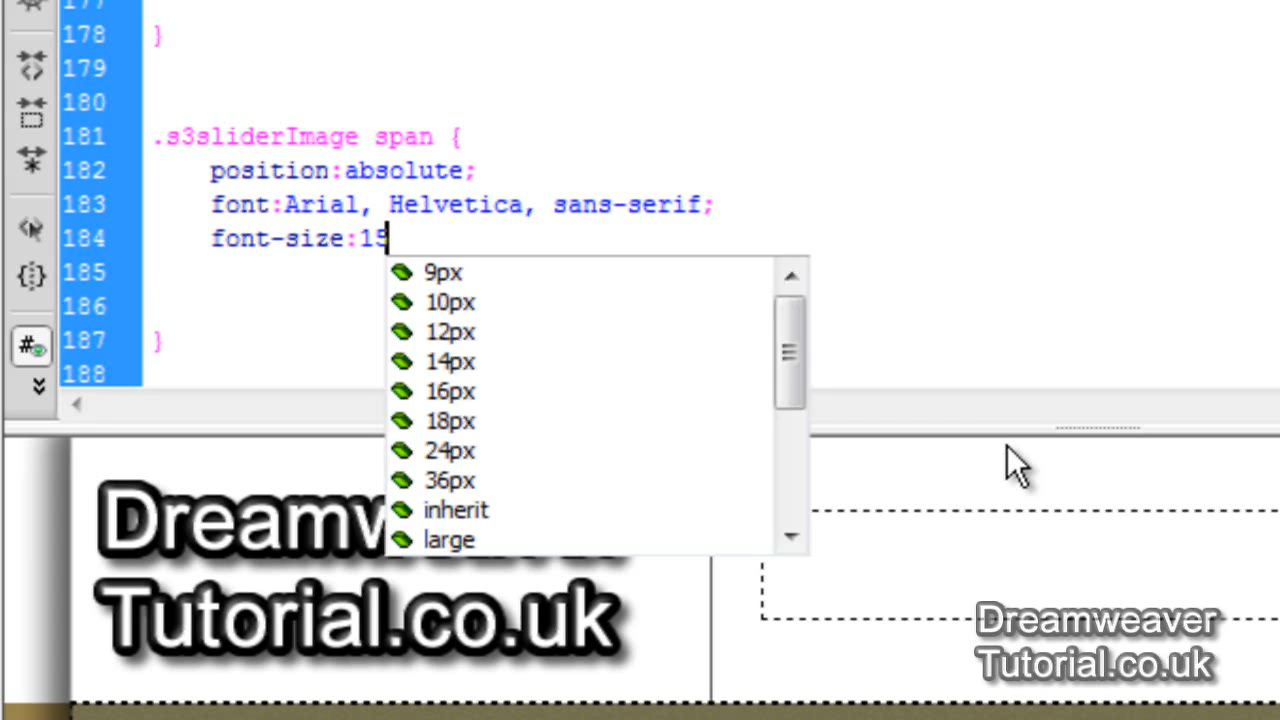 177
178 }
179
180
181 .s3sliderImage span {
182 position:absolute;
183 font:Arial, Helvetica, sans-serif;
184 font-size:15
185
186
187 }
188
9px
10px
12px
14px
16px
18px
24px
36px
inherit
large
Tutorial.co.uk
Dreamweaver
Tutorial.co.uk